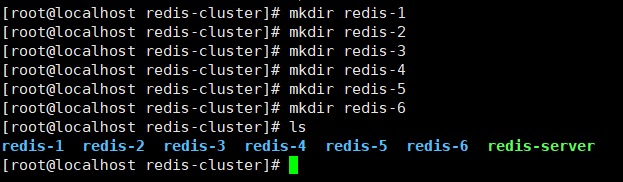 [root@localhost redis-cluster]# mkdir redis-1
[root@localhost redis-cluster]# mkdir redis-2
[root@localhost redis-cluster]# mkdir redis-3
[root@localhost redis-cluster]# mkdir redis-4
[root@localhost redis-cluster]# mkdir redis-5
[root@localhost redis-cluster]# mkdir redis-6
[root@localhost redis-cluster]# ls
redis-1  redis-2  redis-3  redis-4  redis-5  redis-6  redis-server
[root@localhost redis-cluster]#